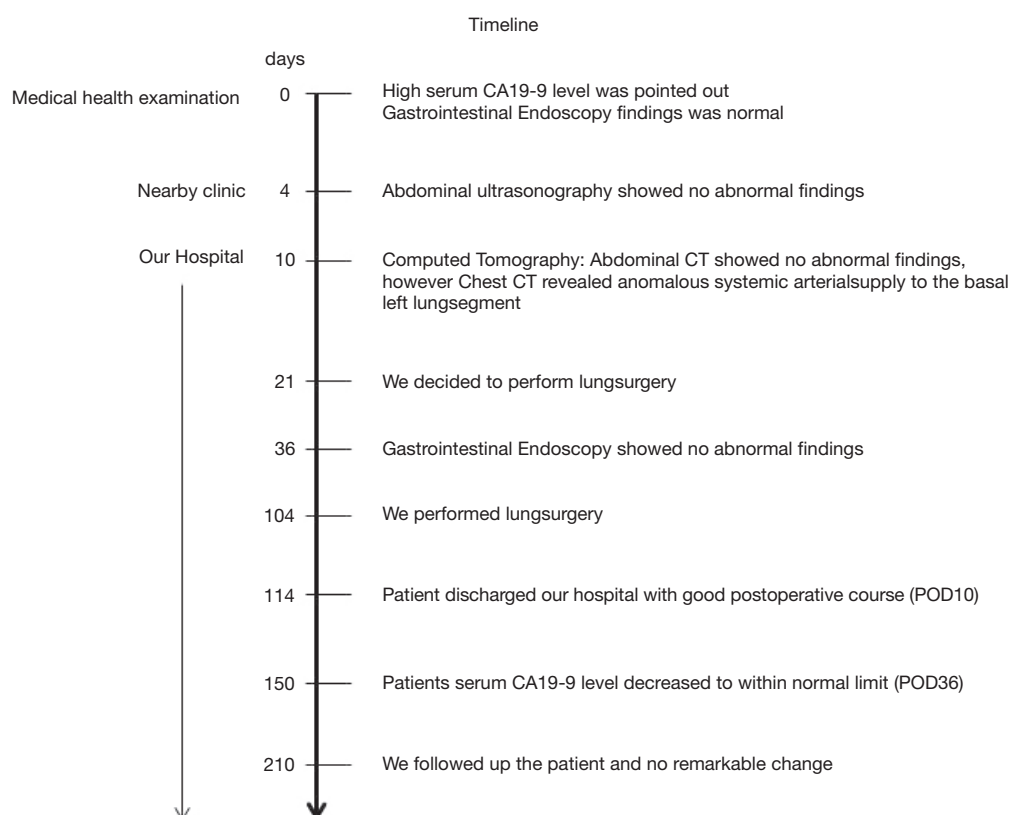 Timeline
days
Medical health examination
0
High serum CA19-9 level was pointed out
Gastrointestinal Endoscopy findings was normal
Nearby clinic
4
Abdominal ultrasonography showed no abnormal findings
Our Hospital
10
Computed Tomography: Abdominal CT showed no abnormal findings,
however Chest CT revealed anomalous systemic arterialsupply to the basal
left lungsegment
21
We decided to perform lungsurgery
36
Gastrointestinal Endoscopy showed no abnormal findings
104
We performed lungsurgery
114
Patient discharged our hospital with good postoperative course (POD10)
150
Patients serum CA19-9 level decreased to within normal limit (POD36)
210
We followed up the patient and no remarkable change